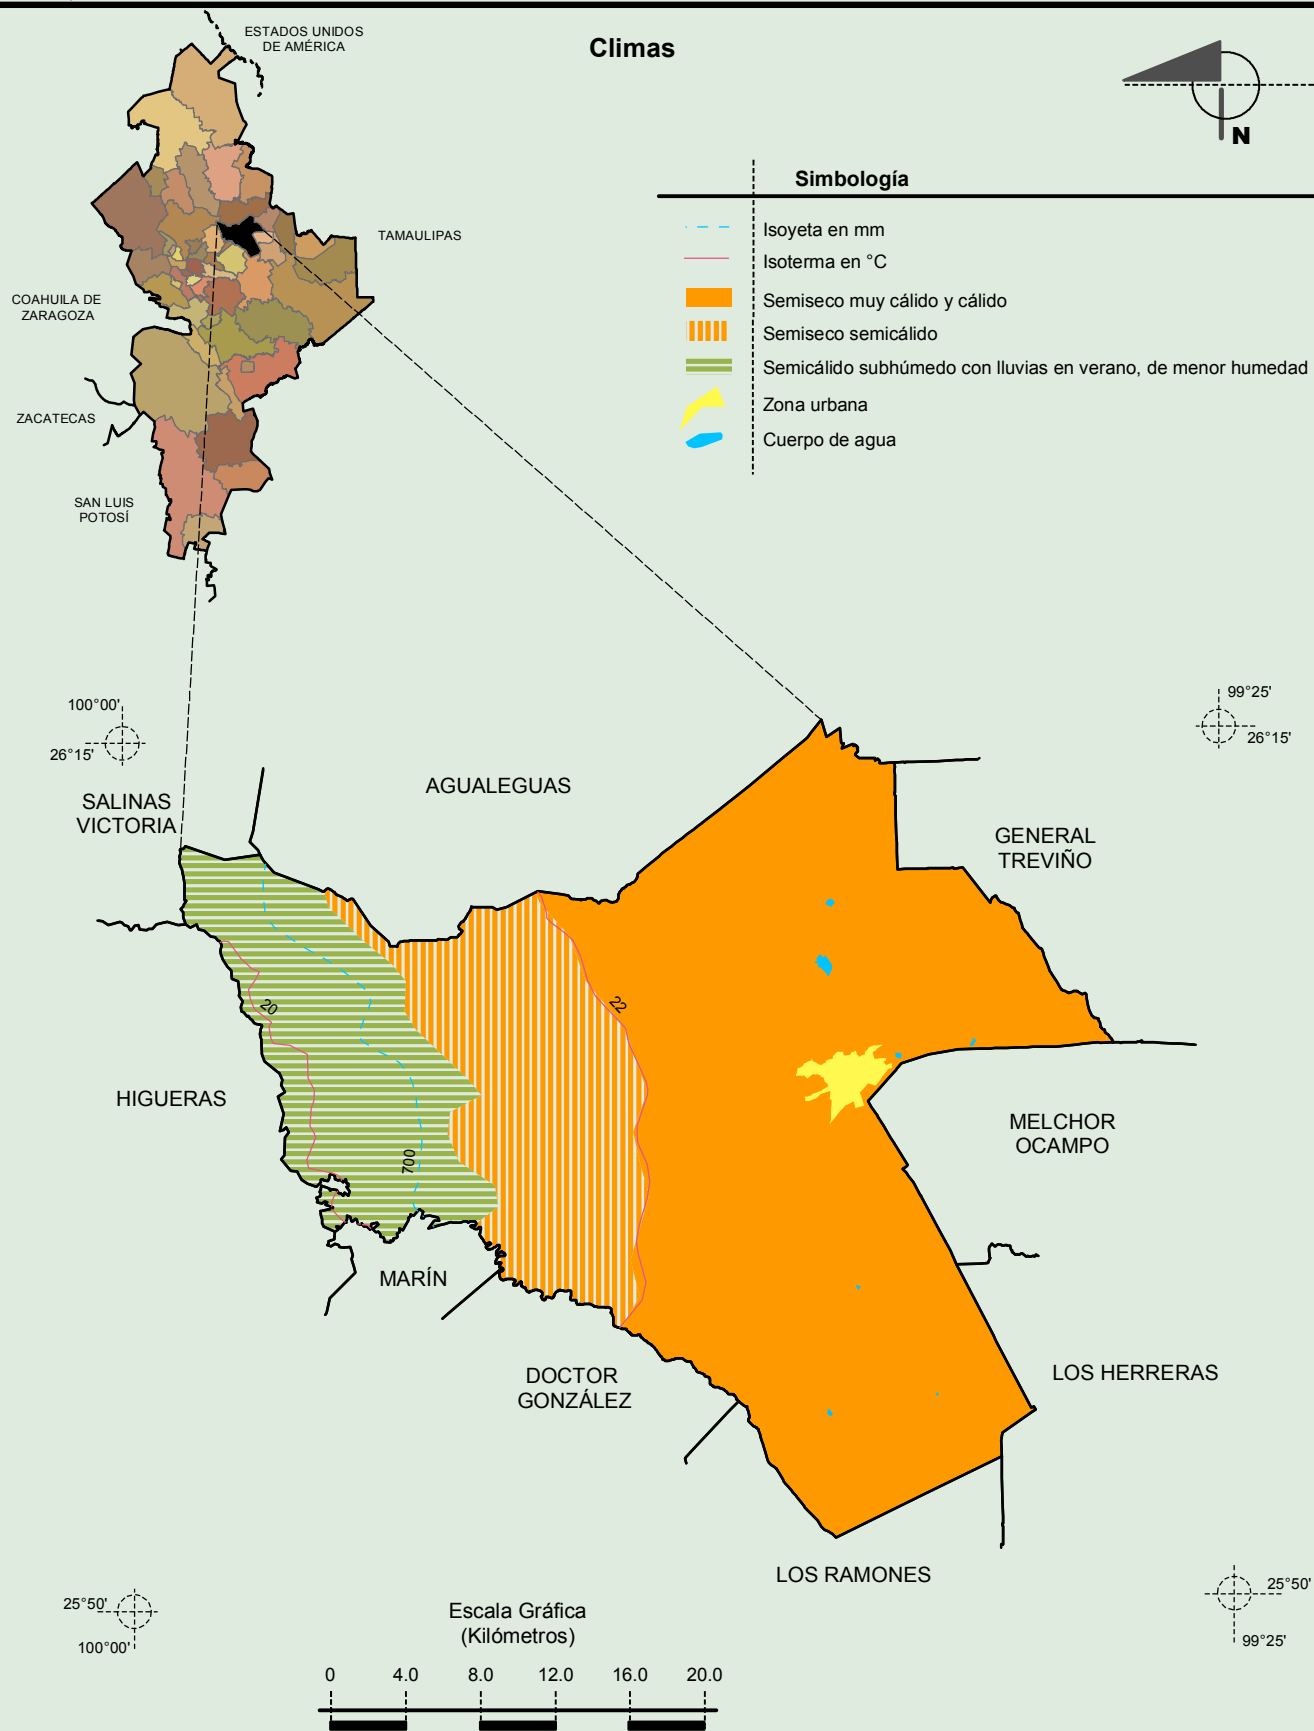 ESTADOS UNIDOS
DE AMÉRICA
Climas
N
Simbología
Isoyeta en mm
Isoterma en °C
Semiseco muy cálido y cálido
Semiseco semicálido
Semicálido subhúmedo con lluvias en verano, de menor humedad
Zona urbana
Cuerpo de agua
TAMAULIPAS
COAHUILA DE
ZARAGOZA
ZACATECAS
SAN LUIS
POTOSÍ
100°00'
26°15'
99°25'
26°15'
SALINAS
VICTORIA
AGUALEGUAS
GENERAL
TREVIÑO
20
22
HIGUERAS
700
MELCHOR
OCAMPO
MARÍN
DOCTOR
GONZÁLEZ
LOS HERRERAS
LOS RAMONES
25°50'
100°00'
25°50'
99°25'
Escala Gráfica
(Kilómetros)
0 4.0 8.0 12.0 16.0 20.0